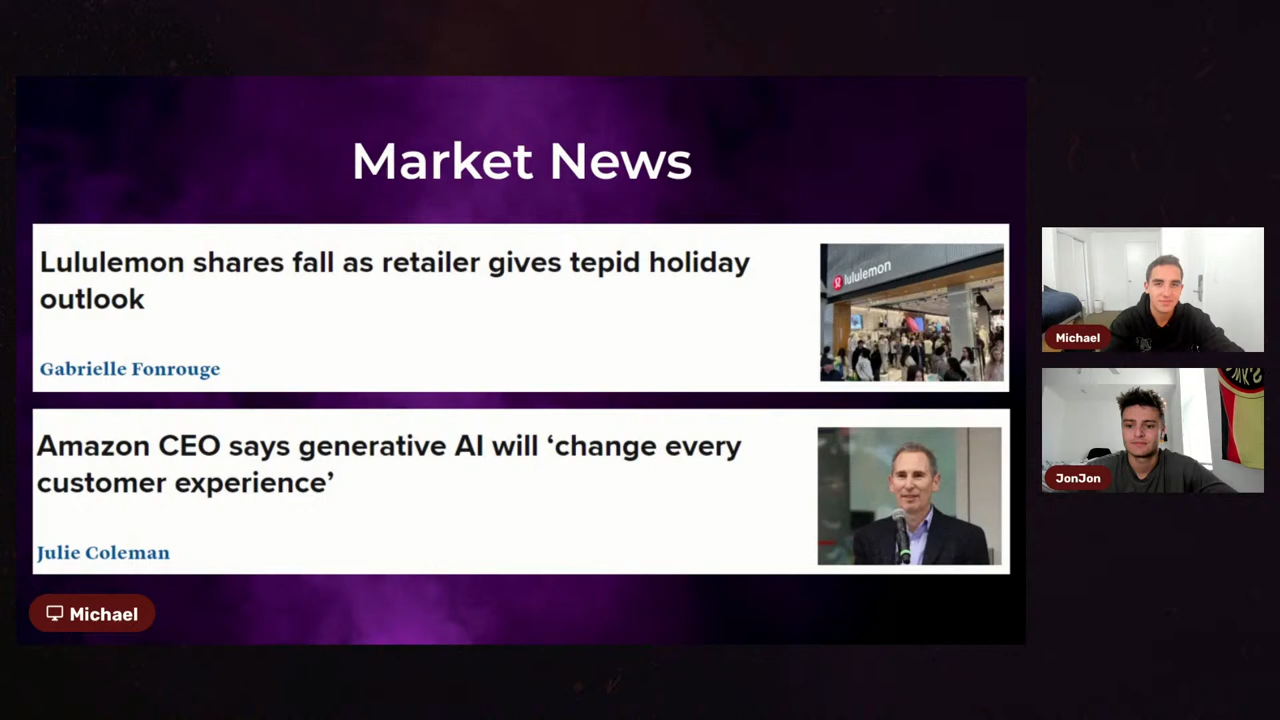 Market News
Lululemon shares fall as retailer gives tepid holiday
outlook
Gabrielle Fonrouge
lululemon
Amazon CEO says generative AI will ‘change every
customer experience’
Julie Coleman
Michael
Michael
JonJon